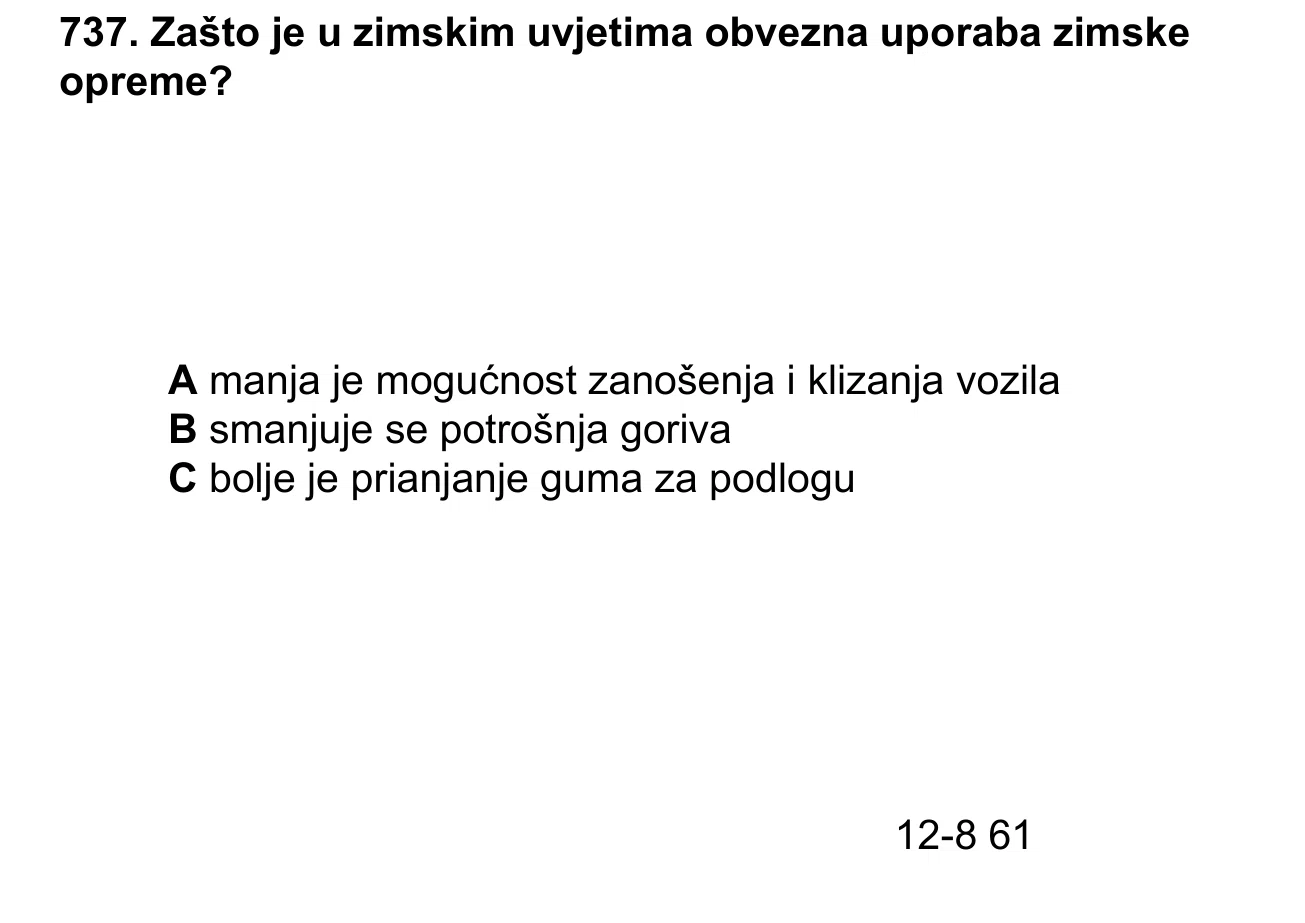 737. Zašto je u zimskim uvjetima obvezna uporaba zimske
opreme?
A manja je mogućnost zanošenja i klizanja vozila
B smanjuje se potrošnja goriva
C bolje je prianjanje guma za podlogu
12-8 61